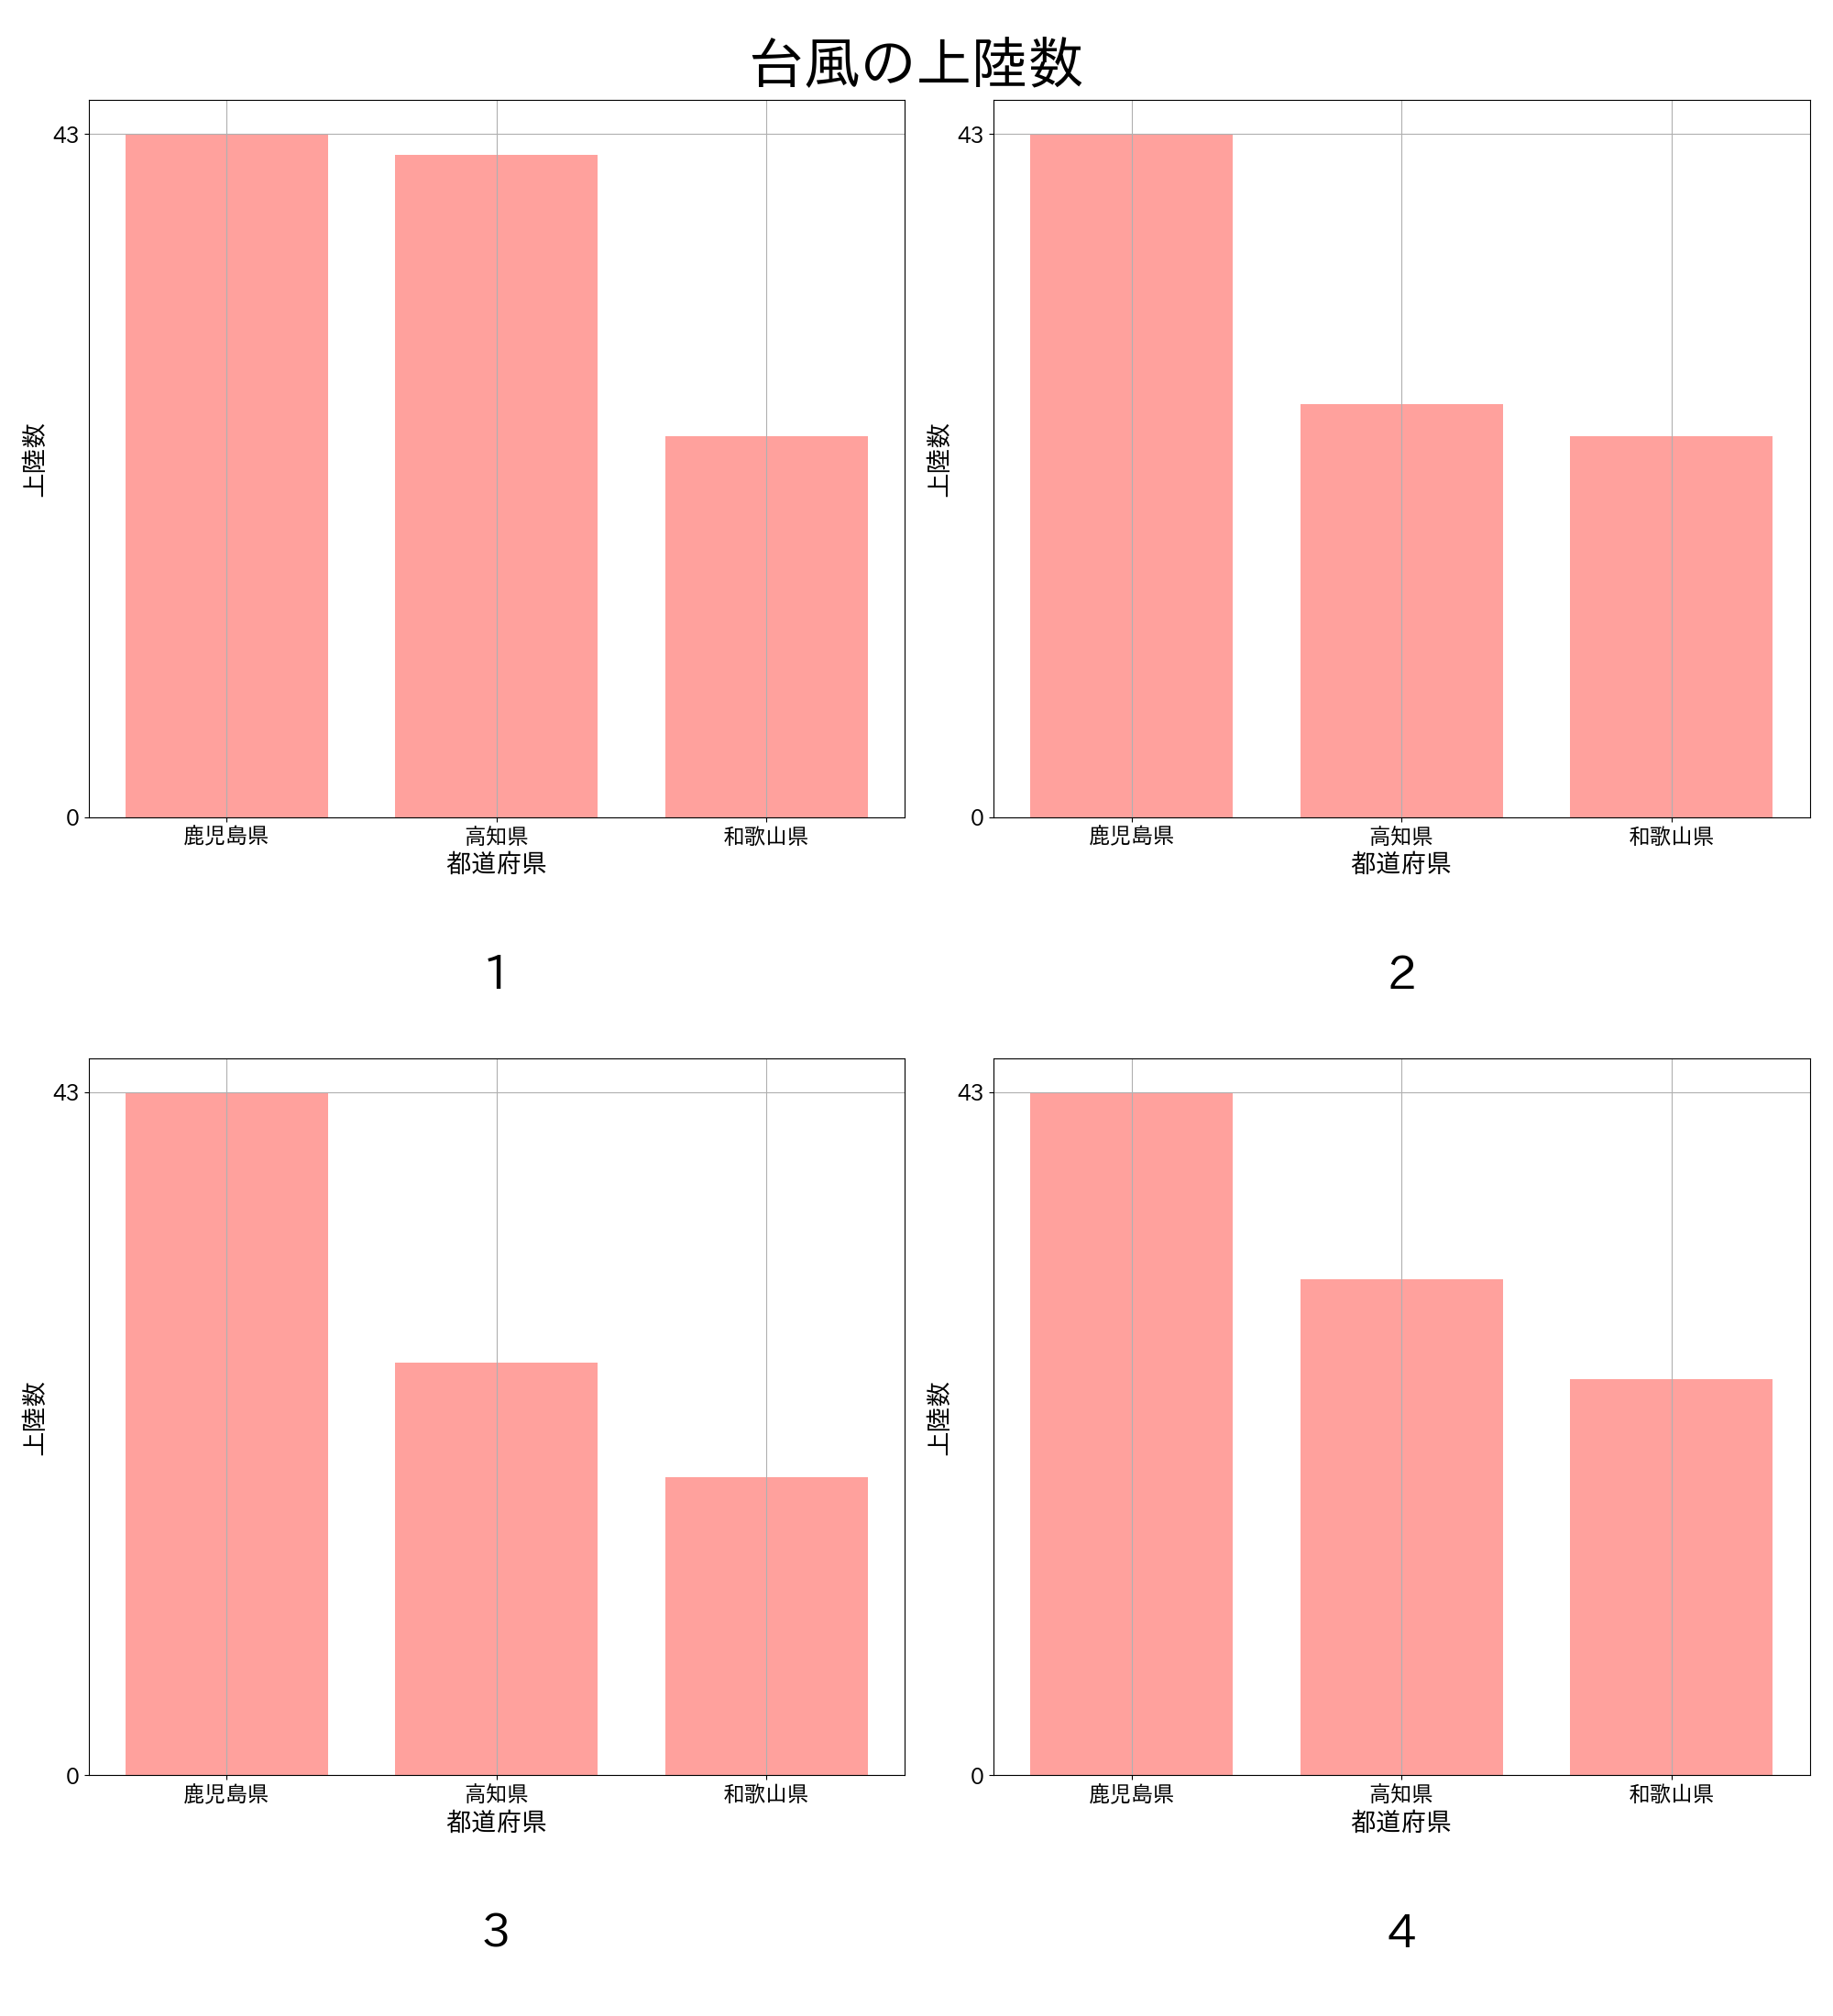 台風の上陸数
43
0
上陸数
鹿児島県 高知県 和歌山県
都道府県
1
43
0
上陸数
鹿児島県 高知県 和歌山県
都道府県
2
43
0
上陸数
鹿児島県 高知県 和歌山県
都道府県
3
43
0
上陸数
鹿児島県 高知県 和歌山県
都道府県
4